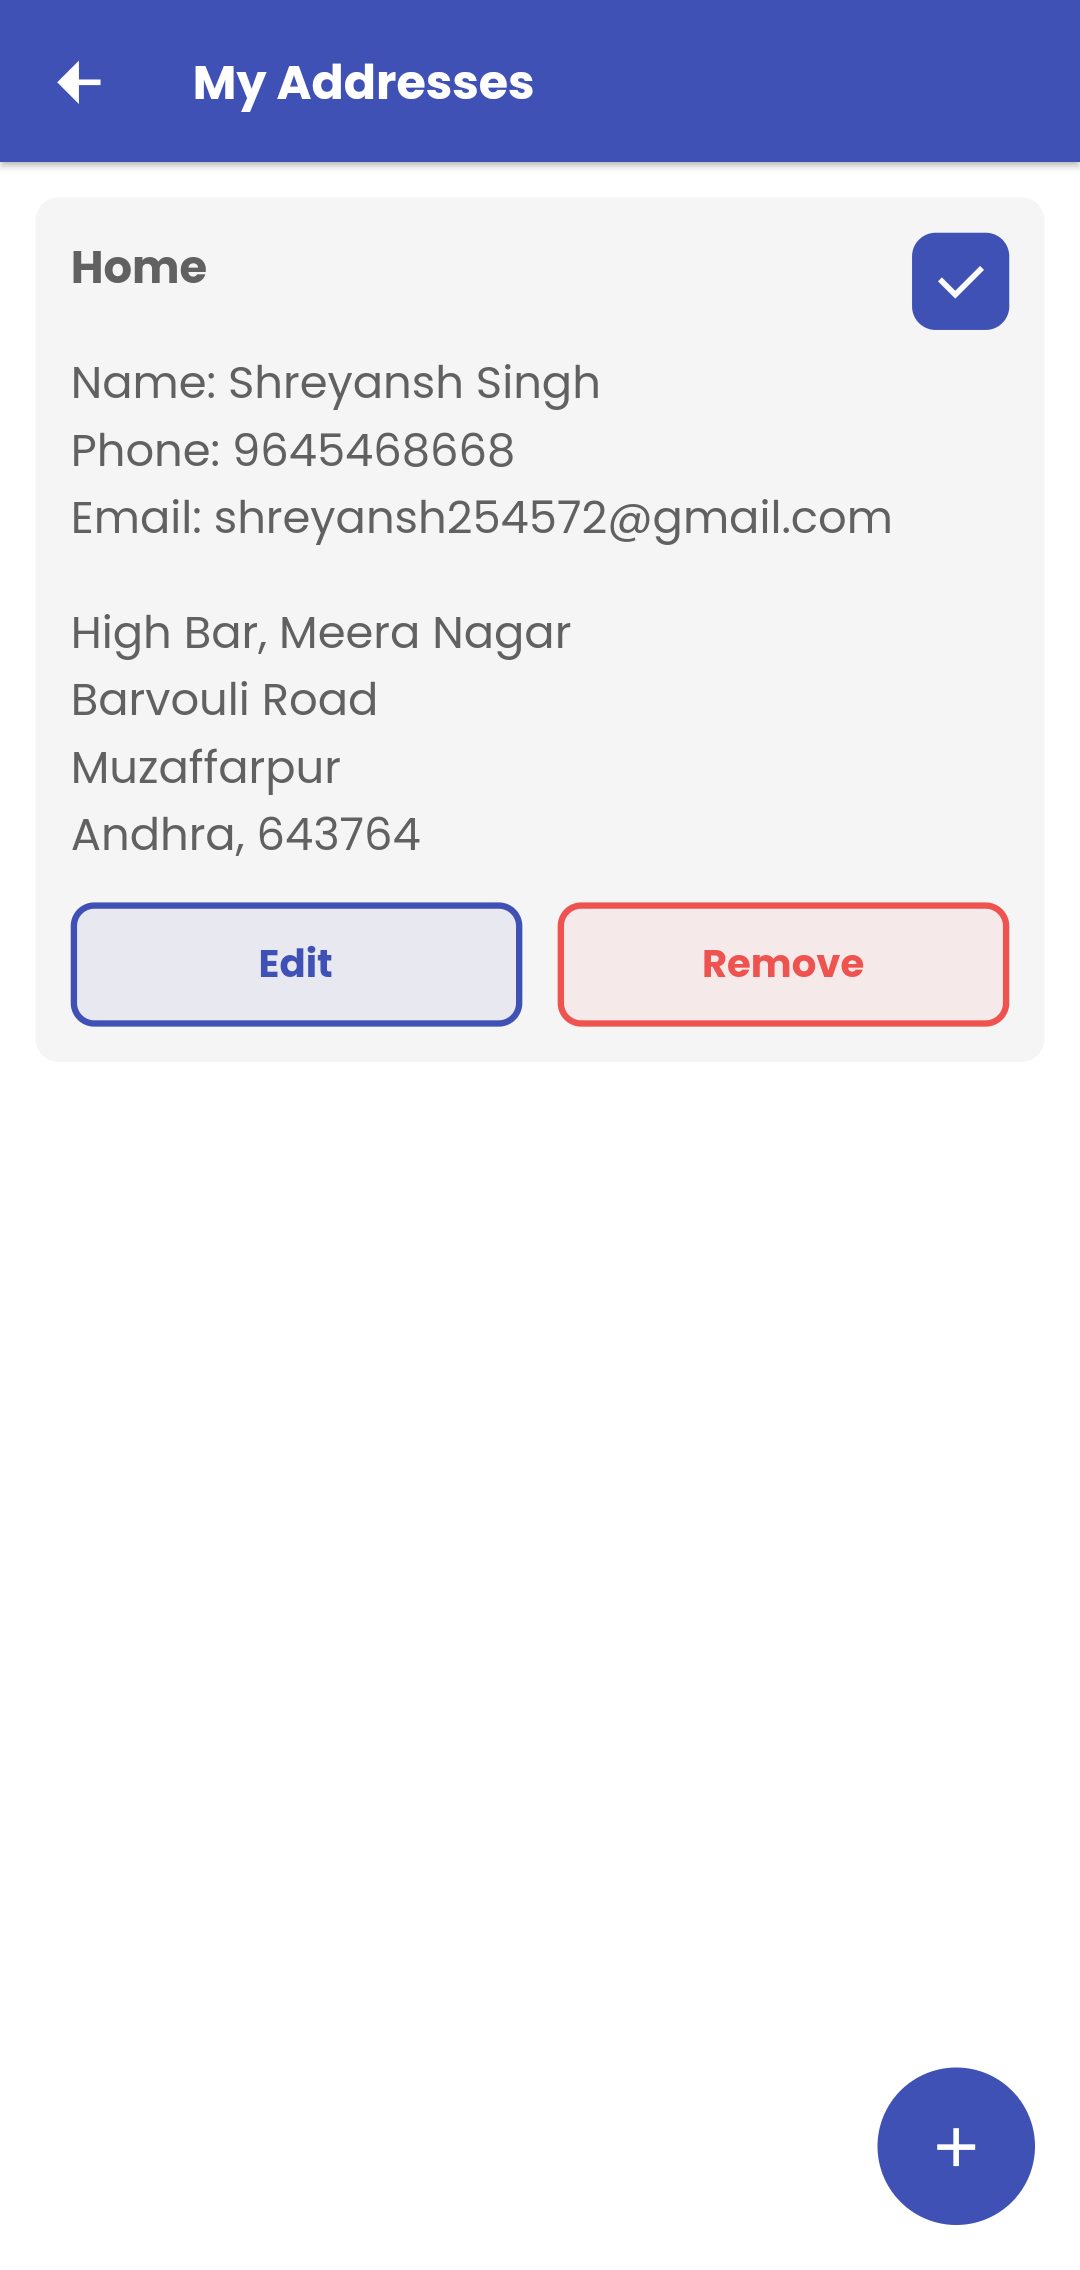 My Addresses
Home
Name: Shreyansh Singh
Phone: 9645468668
Email: shreyansh254572@gmail.com
High Bar, Meera Nagar
Barvouli Road
Muzaffarpur
Andhra, 643764
Edit
Remove